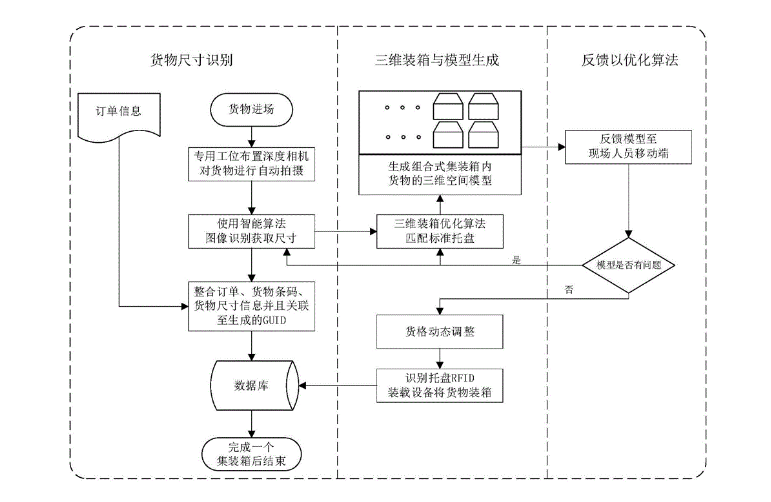 货物尺寸识别
三维装箱与模型生成
反馈以优化算法
订单信息
货物进场
专用工位布置深度相机
对货物进行自动拍摄
使用智能算法
图像识别获取尺寸
整合订单、货物条码、
货物尺寸信息并且关联
至生成的GUID
数据库
完成一个
集装箱后结束
生成组合式集装箱内
货物的三维空间模型
三维装箱优化算法
匹配标准托盘
是
货格动态调整
识别托盘RFID
装载设备将货物装箱
反馈模型至
现场人员移动端
模型是否有问题
否